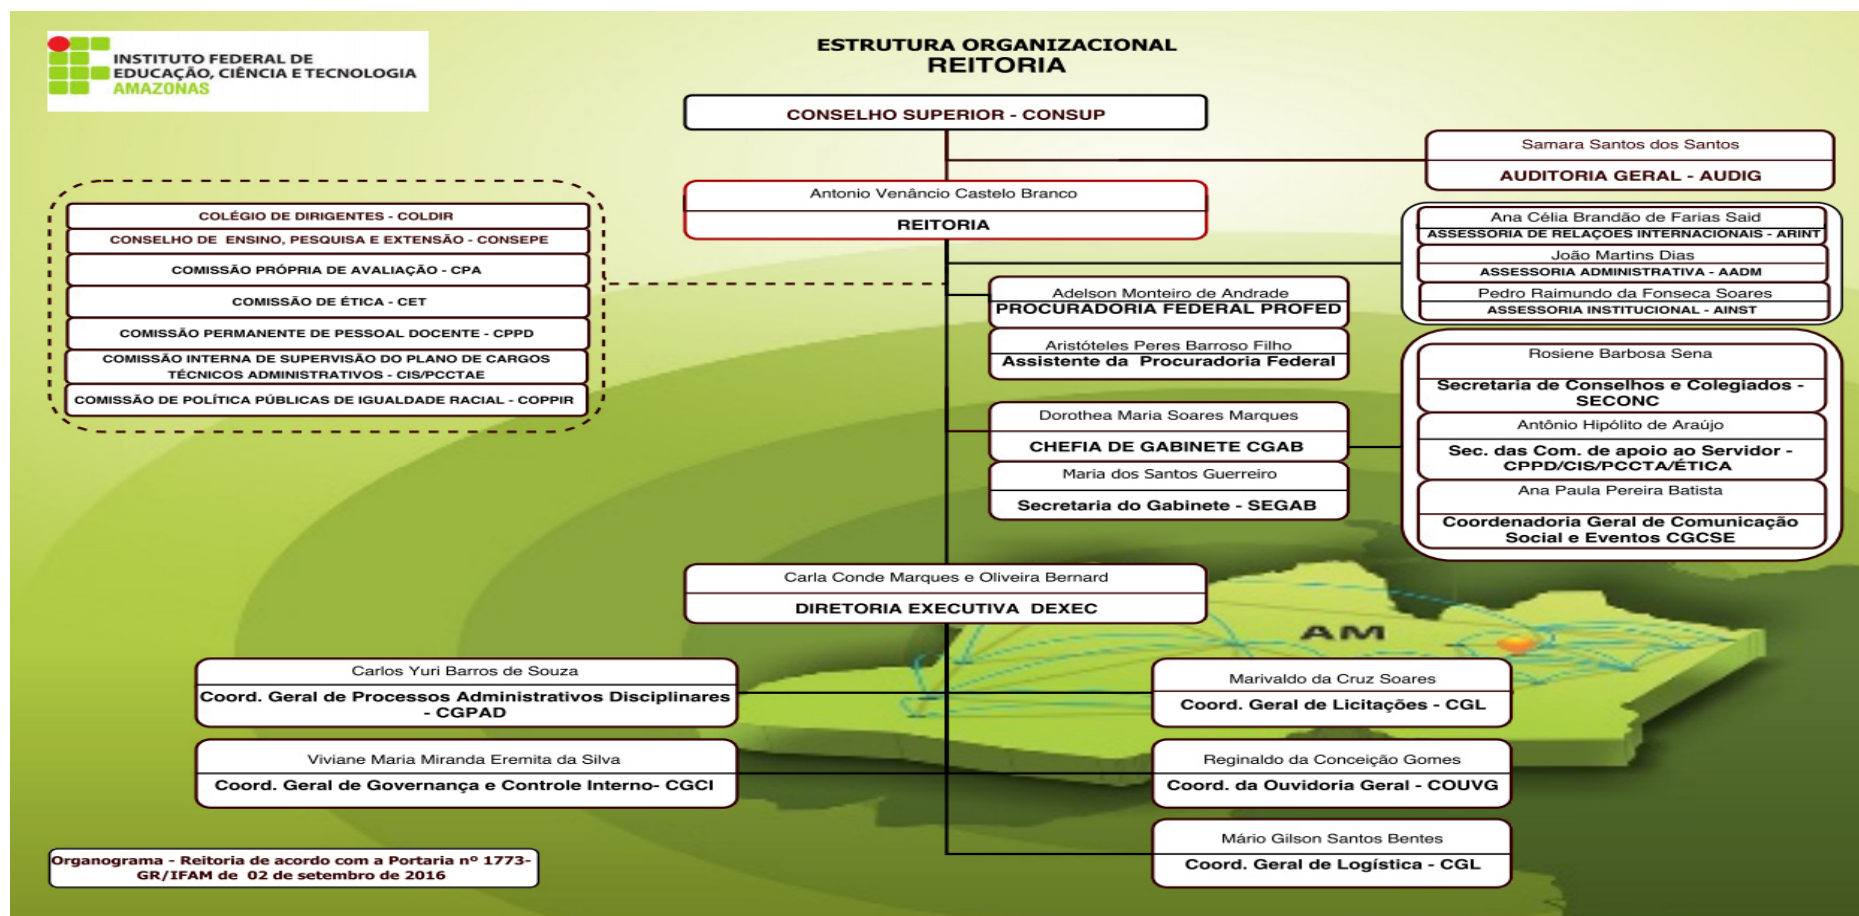 INSTITUTO FEDERAL DE
EDUCAÇÃO, CIÊNCIA E TECNOLOGIA
AMAZONAS
ESTRUTURA ORGANIZACIONAL
REITORIA
CONSELHO SUPERIOR - CONSUP
Samara Santos dos Santos
AUDITORIA GERAL - AUDIG
Antonio Venâncio Castelo Branco
REITORIA
COLÉGIO DE DIRIGENTES - COLDIR
CONSELHO DE ENSINO, PESQUISA E EXTENSÃO - CONSEPE
COMISSÃO PRÓPRIA DE AVALIAÇÃO - CPA
COMISSÃO DE ÉTICA - CET
COMISSÃO PERMANENTE DE PESSOAL DOCENTE - CPPD
COMISSÃO INTERNA DE SUPERVISÃO DO PLANO DE CARGOS
TÉCNICOS ADMINISTRATIVOS - CIS/PCCTAE
COMISSÃO DE POLÍTICA PÚBLICAS DE IGUALDADE RACIAL - COPPIR
Ana Célia Brandão de Farias Said
ASSESSORIA DE RELAÇÕES INTERNACIONAIS - ARINT
João Martins Dias
ASSESSORIA ADMINISTRATIVA - AADM
Pedro Raimundo da Fonseca Soares
ASSESSORIA INSTITUCIONAL - AINST
Adelson Monteiro de Andrade
PROCURADORIA FEDERAL PROFED
Aristóteles Peres Barroso Filho
Assistente da Procuradoria Federal
Dorothea Maria Soares Marques
CHEFIA DE GABINETE CGAB
Maria dos Santos Guerreiro
Secretaria do Gabinete - SEGAB
Rosiene Barbosa Sena
Secretaria de Conselhos e Colegiados -
SECONC
Antônio Hipólito de Araújo
Sec. das Com. de apoio ao Servidor -
CPPD/CIS/PCCTA/ÉTICA
Ana Paula Pereira Batista
Coordenadoria Geral de Comunicação
Social e Eventos CGCSE
Carla Conde Marques e Oliveira Bernard
DIRETORIA EXECUTIVA DEXEC
AM
Carlos Yuri Barros de Souza
Coord. Geral de Processos Administrativos Disciplinares
- CGPAD
Marivaldo da Cruz Soares
Coord. Geral de Licitações - CGL
Viviane Maria Miranda Eremita da Silva
Coord. Geral de Governança e Controle Interno- CGCI
Reginaldo da Conceição Gomes
Coord. da Ouvidoria Geral - COUVG
Mário Gilson Santos Bentes
Coord. Geral de Logística - CGL
Organograma - Reitoria de acordo com a Portaria nº 1773-
GR/IFAM de 02 de setembro de 2016